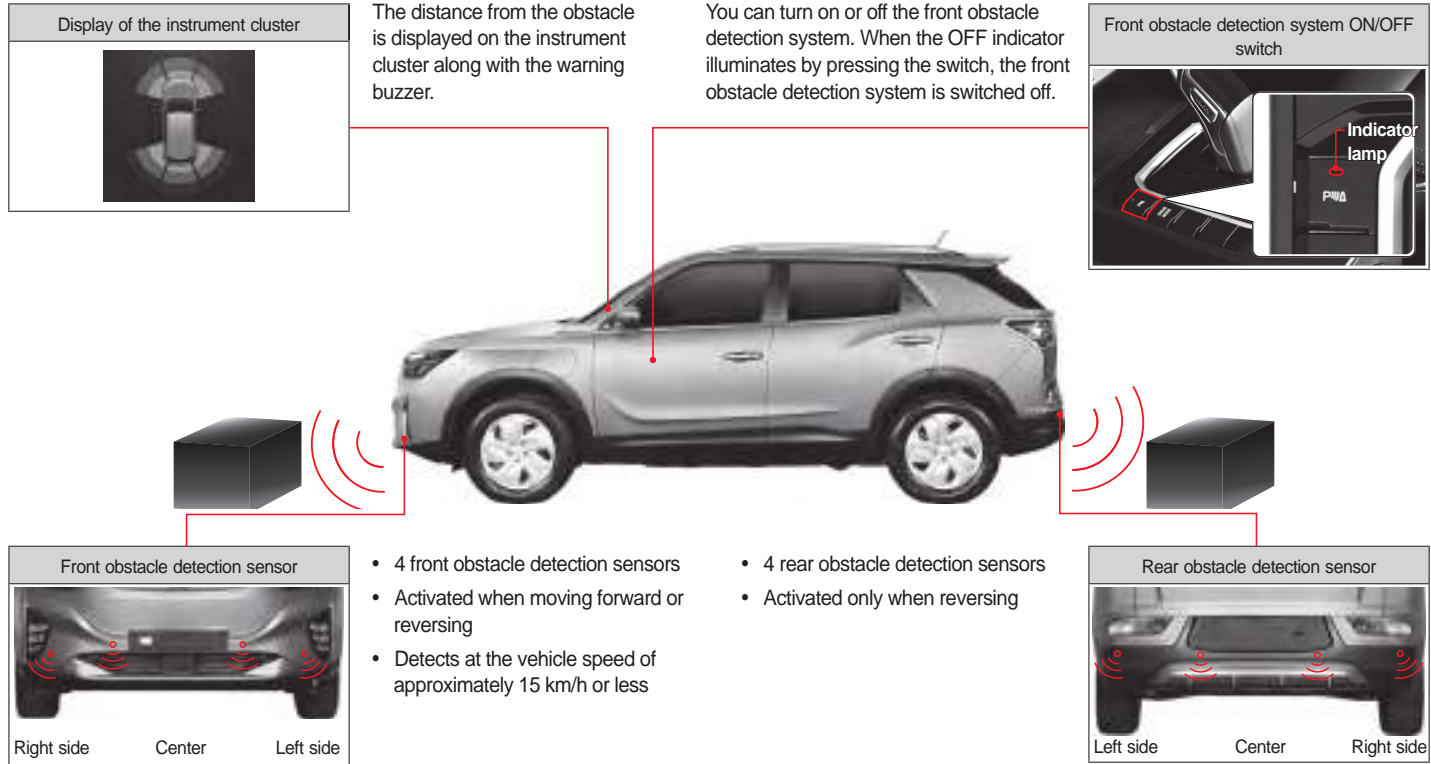 Display of the instrument cluster
The distance from the obstacle
is displayed on the instrument
cluster along with the warning
buzzer.
You can turn on or off the front obstacle
detection system. When the OFF indicator
illuminates by pressing the switch, the front
obstacle detection system is switched off.
Front obstacle detection system ON/OFF
switch
Indicator
lamp
Front obstacle detection sensor
Right side Center Left side
• 4 front obstacle detection sensors
• Activated when moving forward or
reversing
• Detects at the vehicle speed of
approximately 15 km/h or less
• 4 rear obstacle detection sensors
• Activated only when reversing
Rear obstacle detection sensor
Left side Center Right side